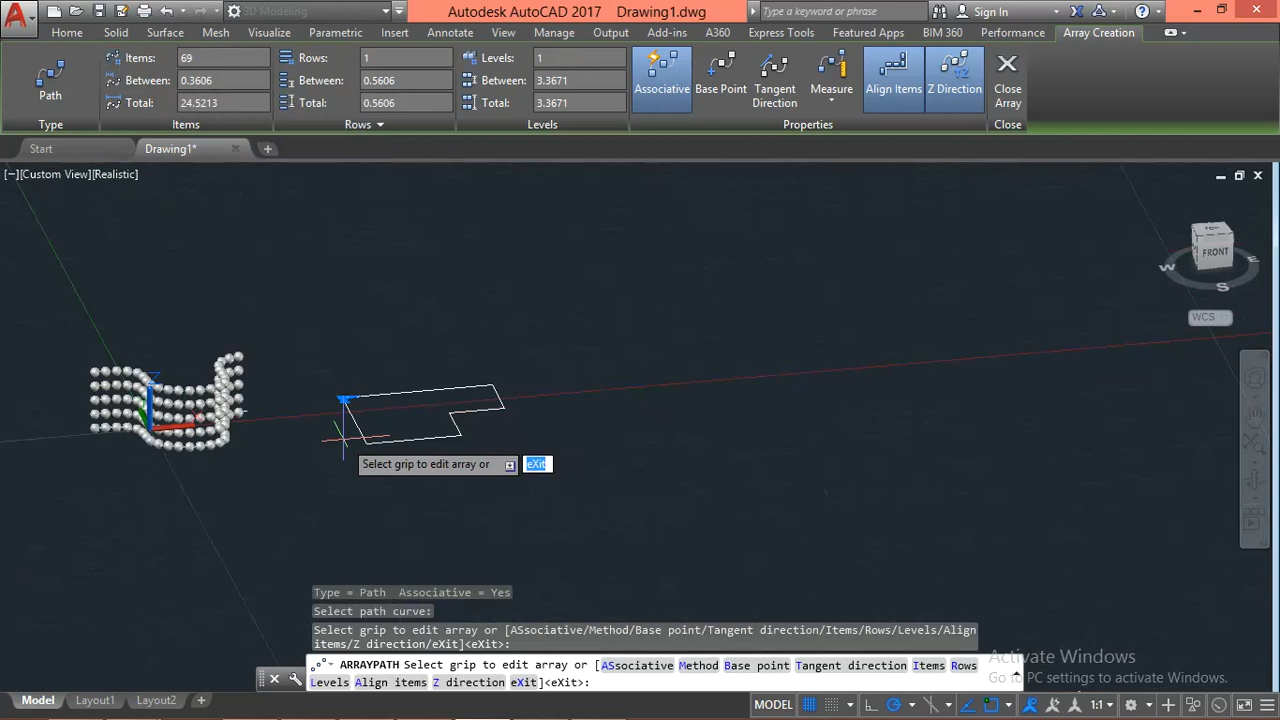 3D Modeling
Autodesk AutoCAD 2017 Drawing1.dwg
Type a keyword or phrase
Sign In
Home Solid Surface Mesh Visualize Parametric Insert Annotate View Manage Output Add-ins A360 Express Tools Featured Apps BIM 360 Performance Array Creation
Path
Type
Items: 69
Between: 0.3606
Total: 24.5213
Items
Rows: 1
Between: 0.5606
Total: 0.5606
Rows
Levels: 1
Between: 3.3671
Total: 3.3671
Levels
Associative
Base Point
Tangent
Direction
Measure
Align Items
Z Direction
Properties
Close
Array
Close
Start
Drawing1*
[−][Custom View][Realistic]
TOP
FRONT
W
E
S
WCS
Select grip to edit array or
eXit
Type = Path  Associative = Yes
Select path curve:
Select grip to edit array or [ASsociative/Method/Base point/Tangent direction/Items/Rows/Levels/Align
items/Z direction/eXit]<eXit>:
ARRAYPATH Select grip to edit array or [ASsociative Method Base point Tangent direction Items Rows
Levels Align items Z direction eXit]<eXit>:
Activate Windows
Go to PC settings to activate Windows.
Model Layout1 Layout2
MODEL
1:1